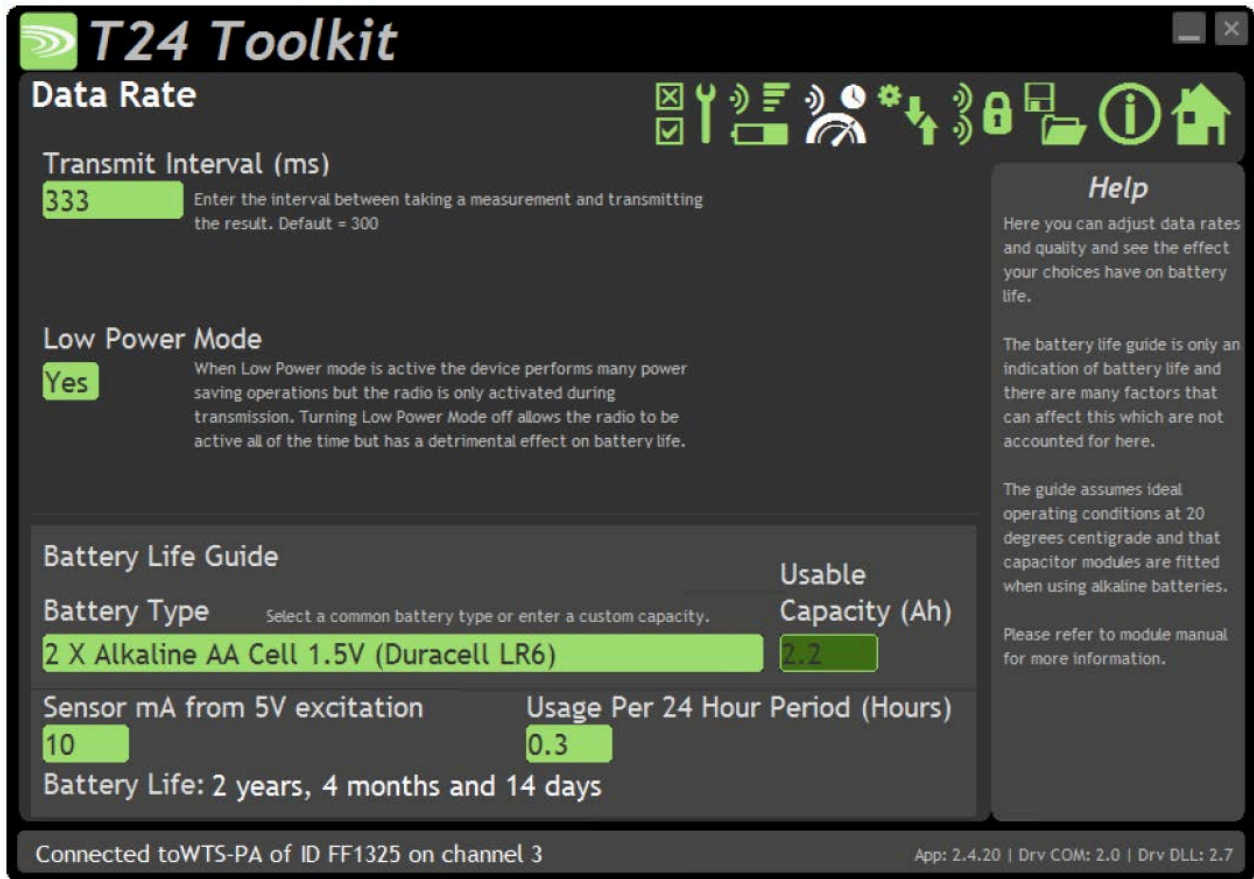 T24 Toolkit
Data Rate
Transmit Interval (ms)
333
Enter the interval between taking a measurement and transmitting
the result. Default = 300
Low Power Mode
Yes
When Low Power mode is active the device performs many power
saving operations but the radio is only activated during
transmission. Turning Low Power Mode off allows the radio to be
active all of the time but has a detrimental effect on battery life.
Battery Life Guide
Usable
Battery Type
Select a common battery type or enter a custom capacity.
Capacity (Ah)
2 X Alkaline AA Cell 1.5V (Duracell LR6)
2.2
Sensor mA from 5V excitation
Usage Per 24 Hour Period (Hours)
10
0.3
Battery Life: 2 years, 4 months and 14 days
Help
Here you can adjust data rates
and quality and see the effect
your choices have on battery
life.
The battery life guide is only an
indication of battery life and
there are many factors that
can affect this which are not
accounted for here.
The guide assumes ideal
operating conditions at 20
degrees centigrade and that
capacitor modules are fitted
when using alkaline batteries.
Please refer to module manual
for more information.
Connected toWTS-PA of ID FF1325 on channel 3
App: 2.4.20 | Drv COM: 2.0 | Drv DLL: 2.7